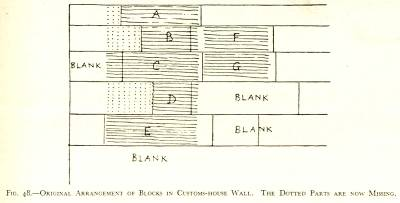 A
B F
BLANK C G
D BLANK
E BLANK
BLANK
FIG. 48.—ORIGINAL ARRANGEMENT OF BLOCKS IN CUSTOMS-HOUSE WALL. THE DOTTED PARTS ARE NOW MISSING.